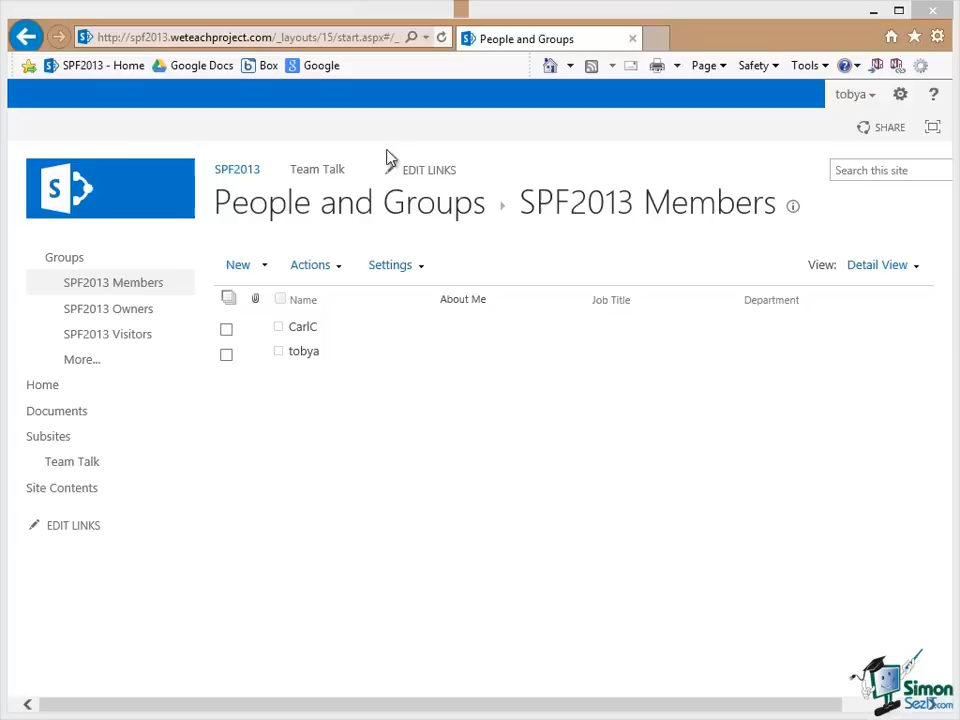 http://spf2013.weteachproject.com/_layouts/15/start.aspx#/_
People and Groups
SPF2013 - Home
Google Docs
Box
Google
Page
Safety
Tools
tobya
SHARE
SPF2013
Team Talk
EDIT LINKS
Search this site
People and Groups
SPF2013 Members
Groups
SPF2013 Members
SPF2013 Owners
SPF2013 Visitors
More...
Home
Documents
Subsites
Team Talk
Site Contents
EDIT LINKS
New
Actions
Settings
View: Detail View
Name
About Me
Job Title
Department
CarlC
tobya
Simon
SezIt.com